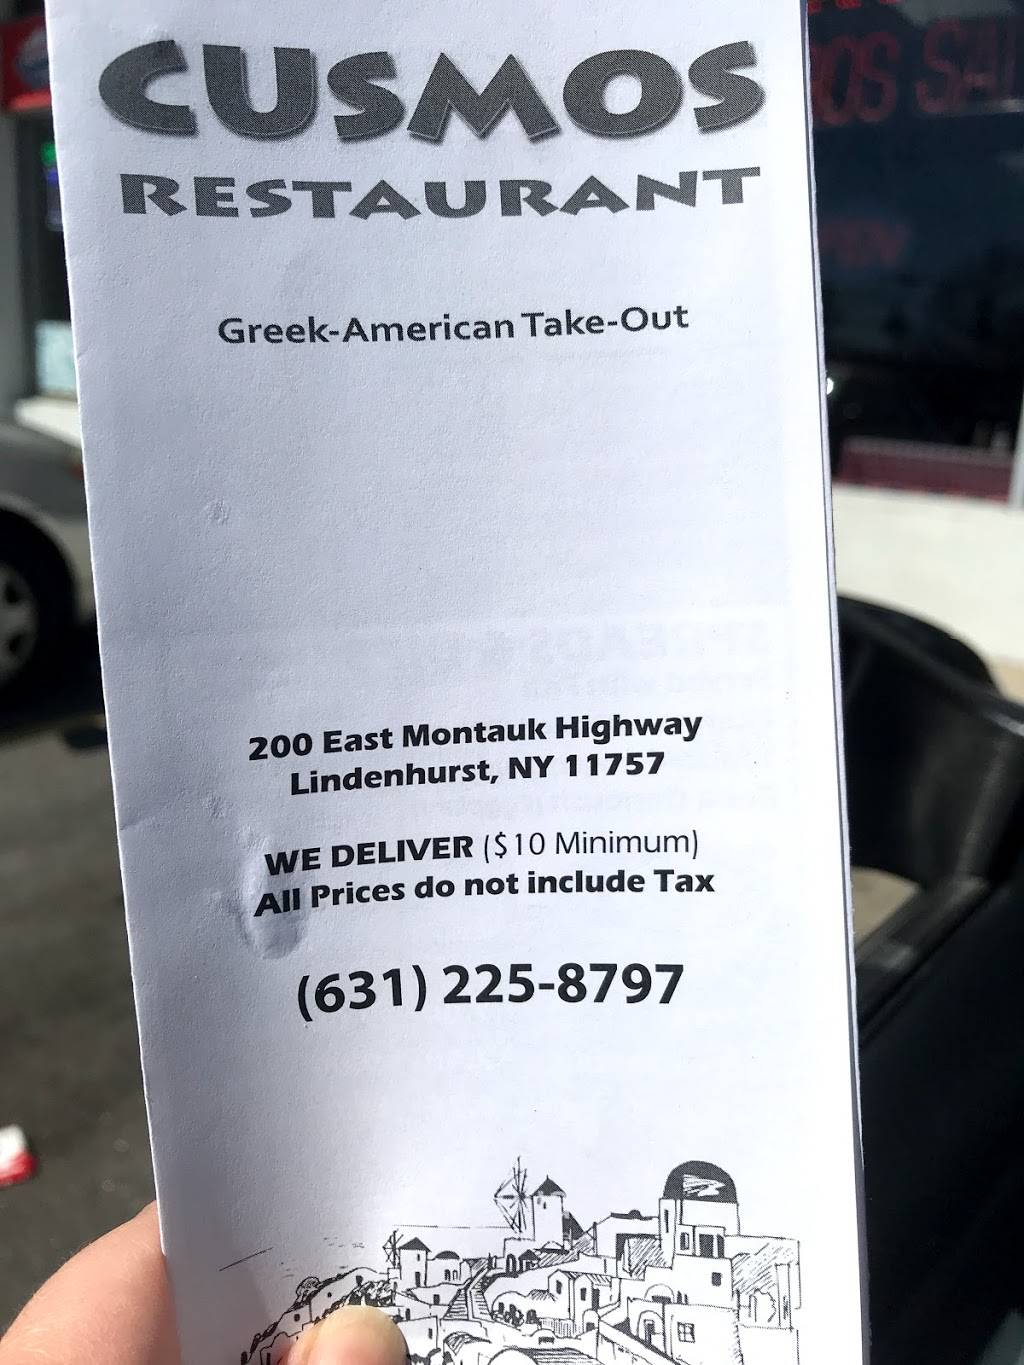 CUSMOS
RESTAURANT
Greek-American Take-Out
200 East Montauk Highway
Lindenhurst, NY 11757
WE DELIVER ($10 Minimum)
All Prices do not include Tax
(631) 225-8797